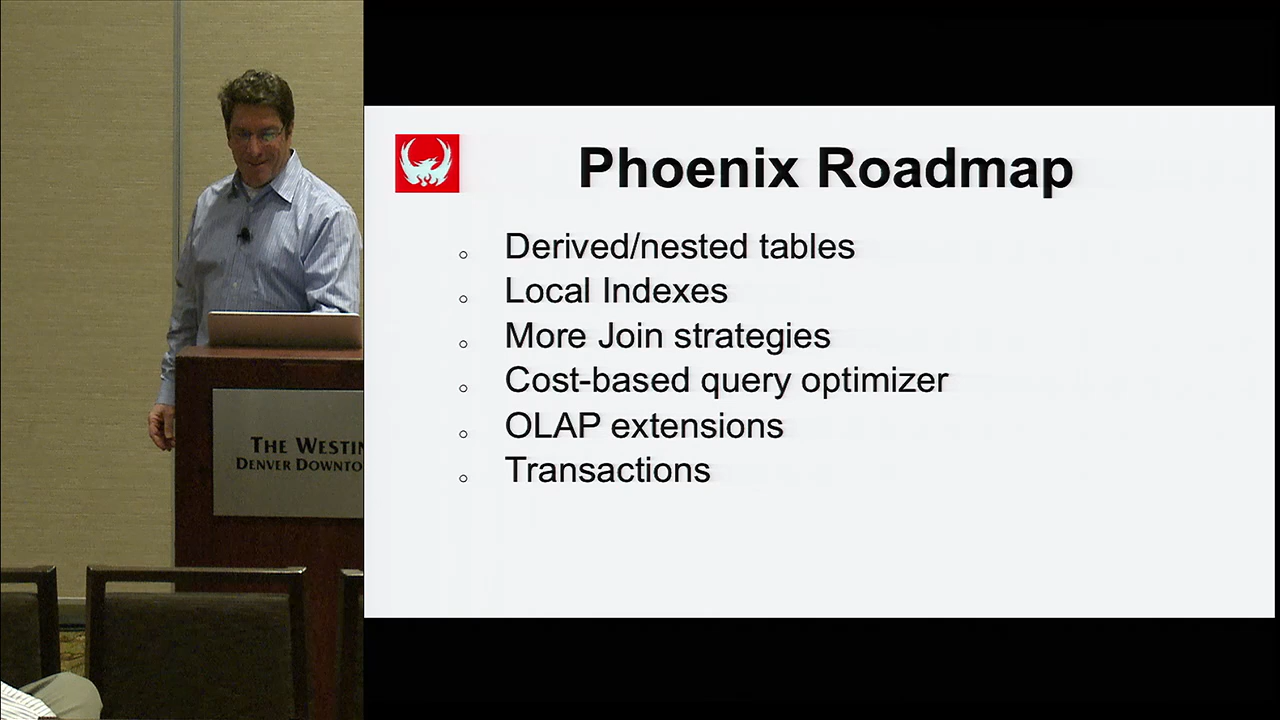 Phoenix Roadmap
Derived/nested tables
Local Indexes
More Join strategies
Cost-based query optimizer
OLAP extensions
Transactions
THE WESTIN
DENVER DOWNTO